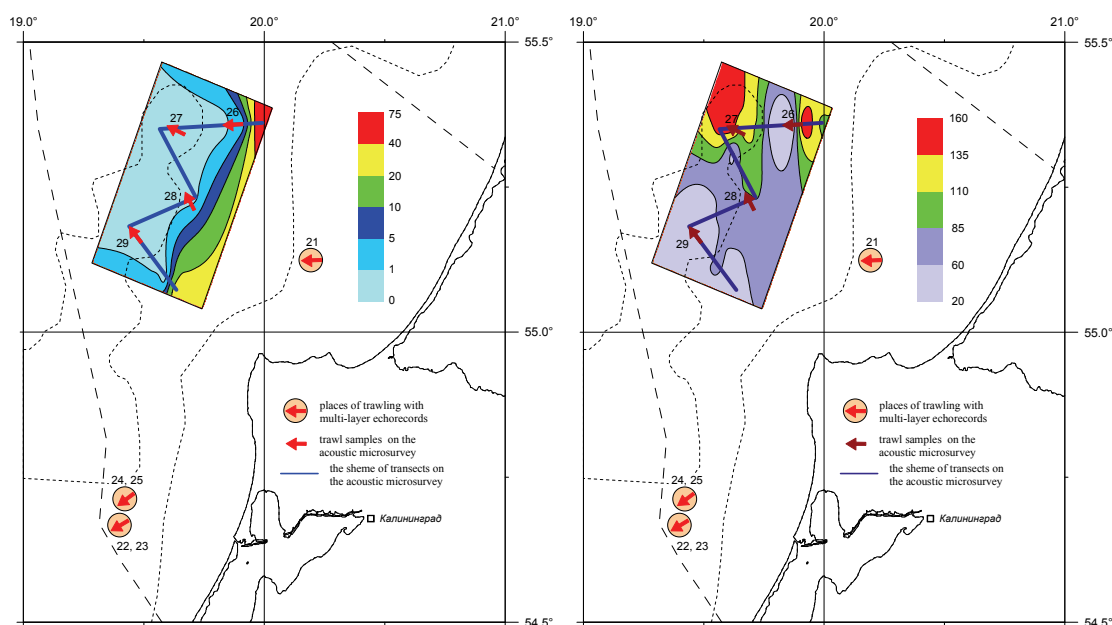 19.0°
20.0°
21.0°
55.5°
27
26
28
29
75
40
20
10
5
1
0
21
55.0°
places of trawling with
multi-layer echorecords
trawl samples on the
acoustic microsurvey
the sheme of transects on
the acoustic microsurvey
24, 25
22, 23
Калининград
54.5°
19.0°
20.0°
21.0°
55.5°
27
26
28
29
160
135
110
85
60
20
21
55.0°
places of trawling with
multi-layer echorecords
trawl samples on the
acoustic microsurvey
the sheme of transects on
the acoustic microsurvey
24, 25
22, 23
Калининград
54.5°